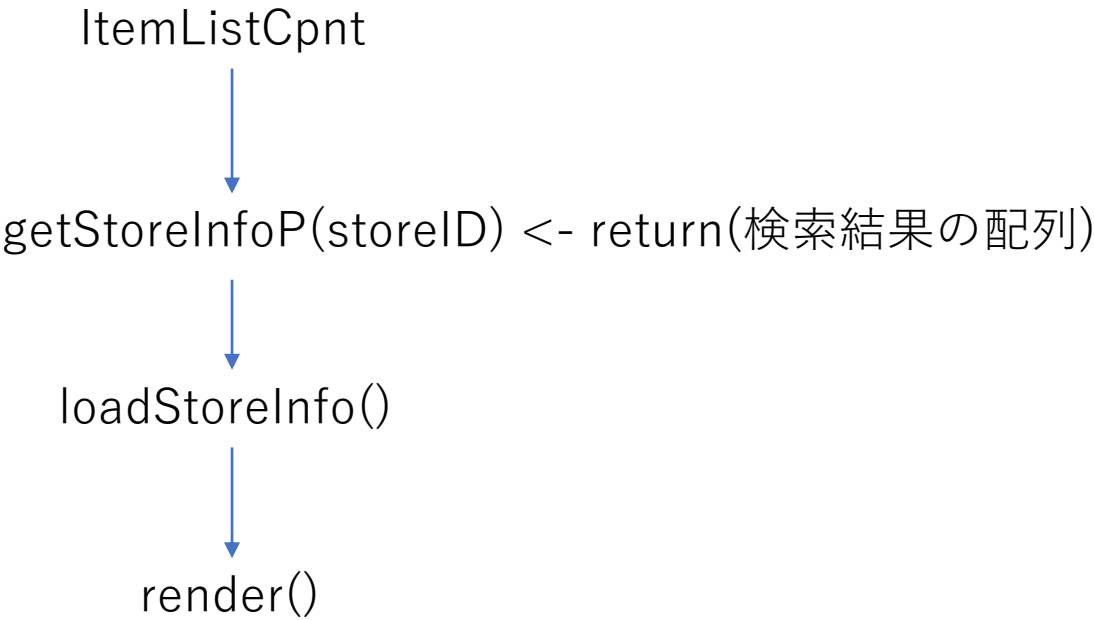 ItemListCpnt
getStoreInfoP(storeID) <- return(検索結果の配列)
loadStoreInfo()
render()